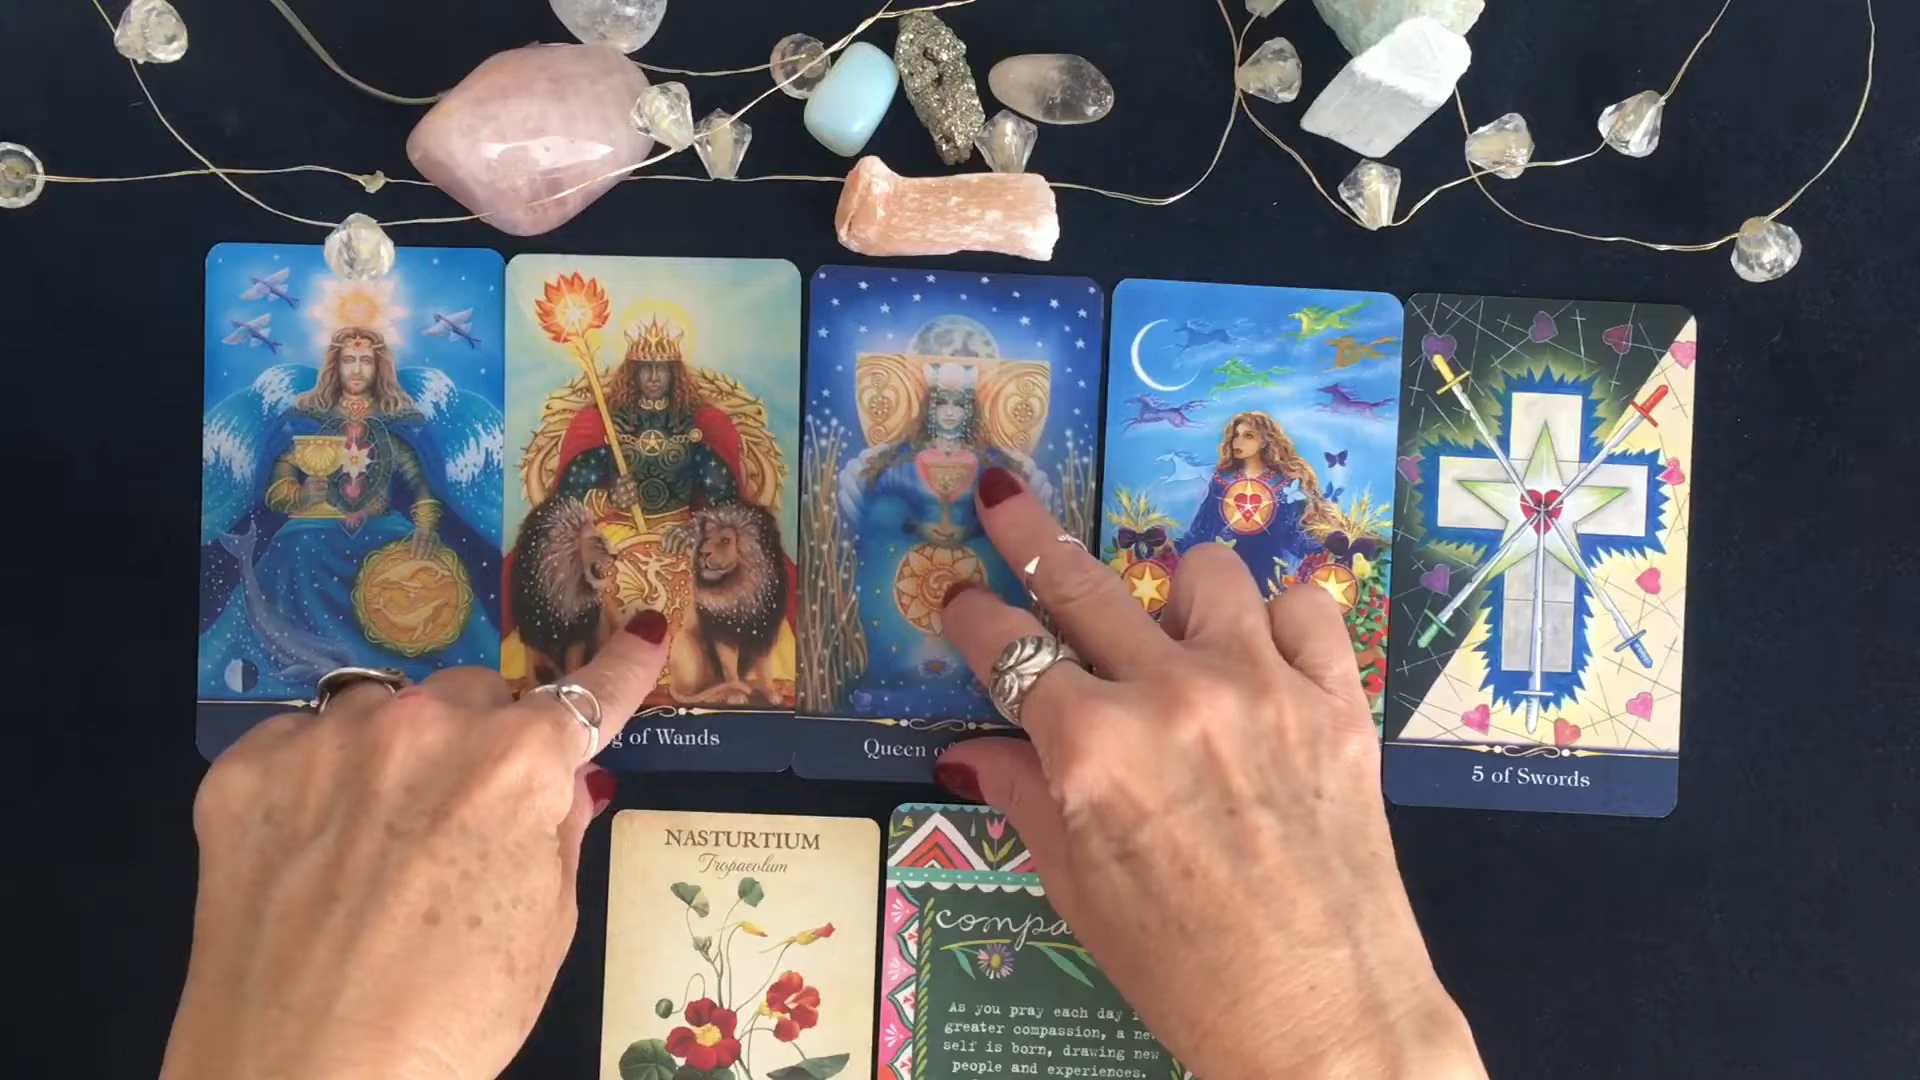 g of Wands
Queen of
5 of Swords
NASTURTIUM
Tropaeolum
compa
As you pray each day
greater compassion, a ne
self is born, drawing new
people and experiences.